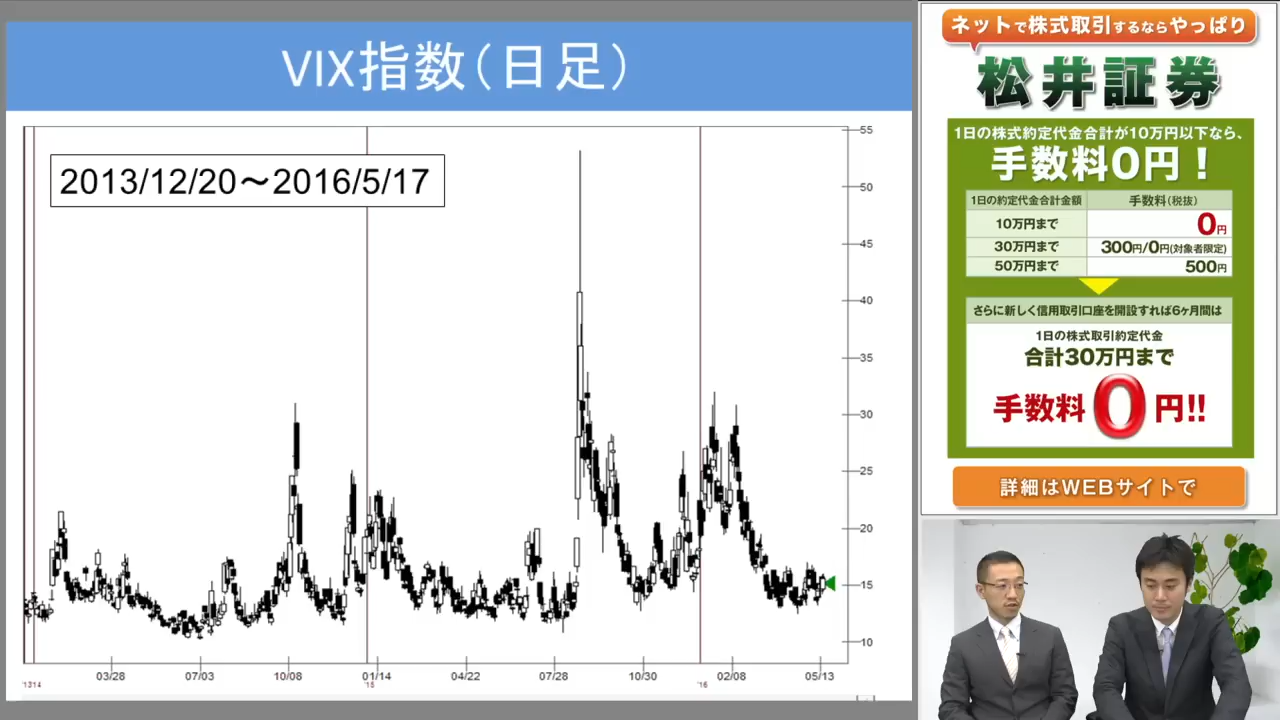 VIX指数（日足）
2013/12/20～2016/5/17
55
50
45
40
35
30
25
20
15
10
03/28
07/03
10/08
01/14
04/22
07/28
10/30
02/08
05/13
'1314
'15
'16
ネットで株式取引するならやっぱり
松井証券
1日の株式約定代金合計が10万円以下なら、
手数料0円！
1日の約定代金合計金額 手数料（税抜）
10万円まで 0円
30万円まで 300円/0円(対象者限定)
50万円まで 500円
さらに新しく信用取引口座を開設すれば6ヶ月間は
1日の株式取引約定代金
合計30万円まで
手数料0円!!
詳細はWEBサイトで